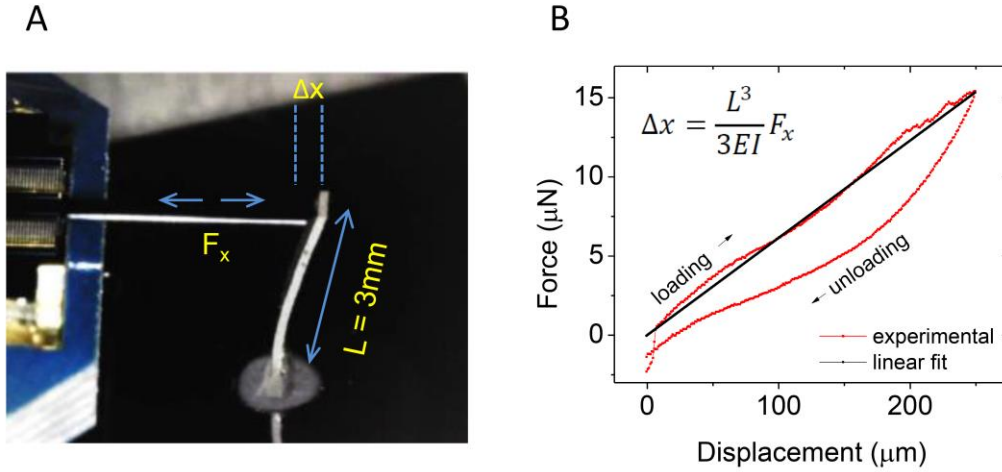 A
B
Δx
F_x
L = 3mm
Δx = L³/3EI F_x
loading
unloading
experimental
linear fit
Force (μN)
15
10
5
0
0
100
200
Displacement (μm)